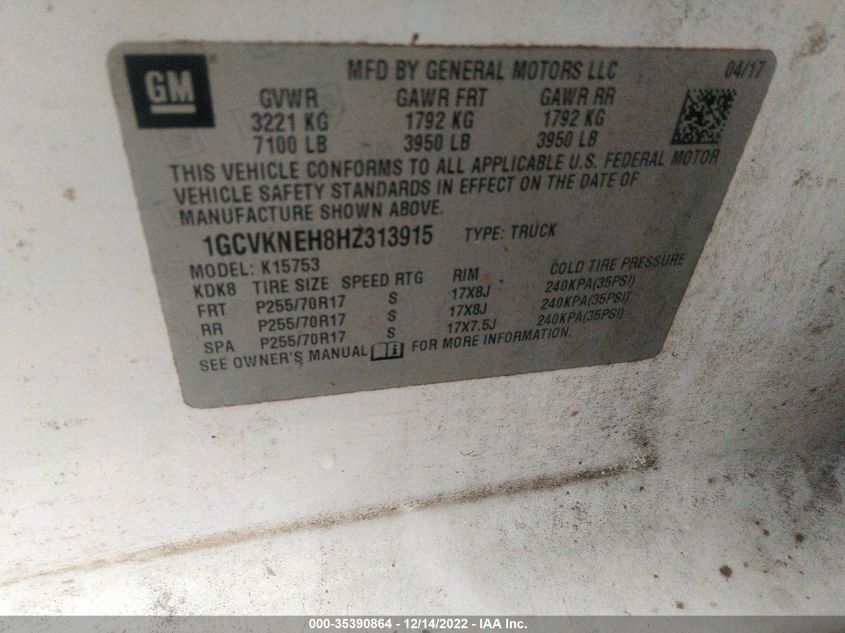 GM
MFD BY GENERAL MOTORS LLC 04/17
GVWR GAWR FRT GAWR RR
3221 KG 1792 KG 1792 KG
7100 LB 3950 LB 3950 LB
THIS VEHICLE CONFORMS TO ALL APPLICABLE U.S. FEDERAL MOTOR
VEHICLE SAFETY STANDARDS IN EFFECT ON THE DATE OF
MANUFACTURE SHOWN ABOVE.
1GCVKNEH8HZ313915 TYPE: TRUCK
MODEL: K15753
KDK8 TIRE SIZE SPEED RTG RIM COLD TIRE PRESSURE
FRT P255/70R17 S 17X8J 240KPA(35PSI)
RR P255/70R17 S 17X8J 240KPA(35PSI)
SPA P255/70R17 S 17X7.5J 240KPA(35PSI)
SEE OWNER'S MANUAL FOR MORE INFORMATION.
000-35390864 - 12/14/2022 - IAA Inc.